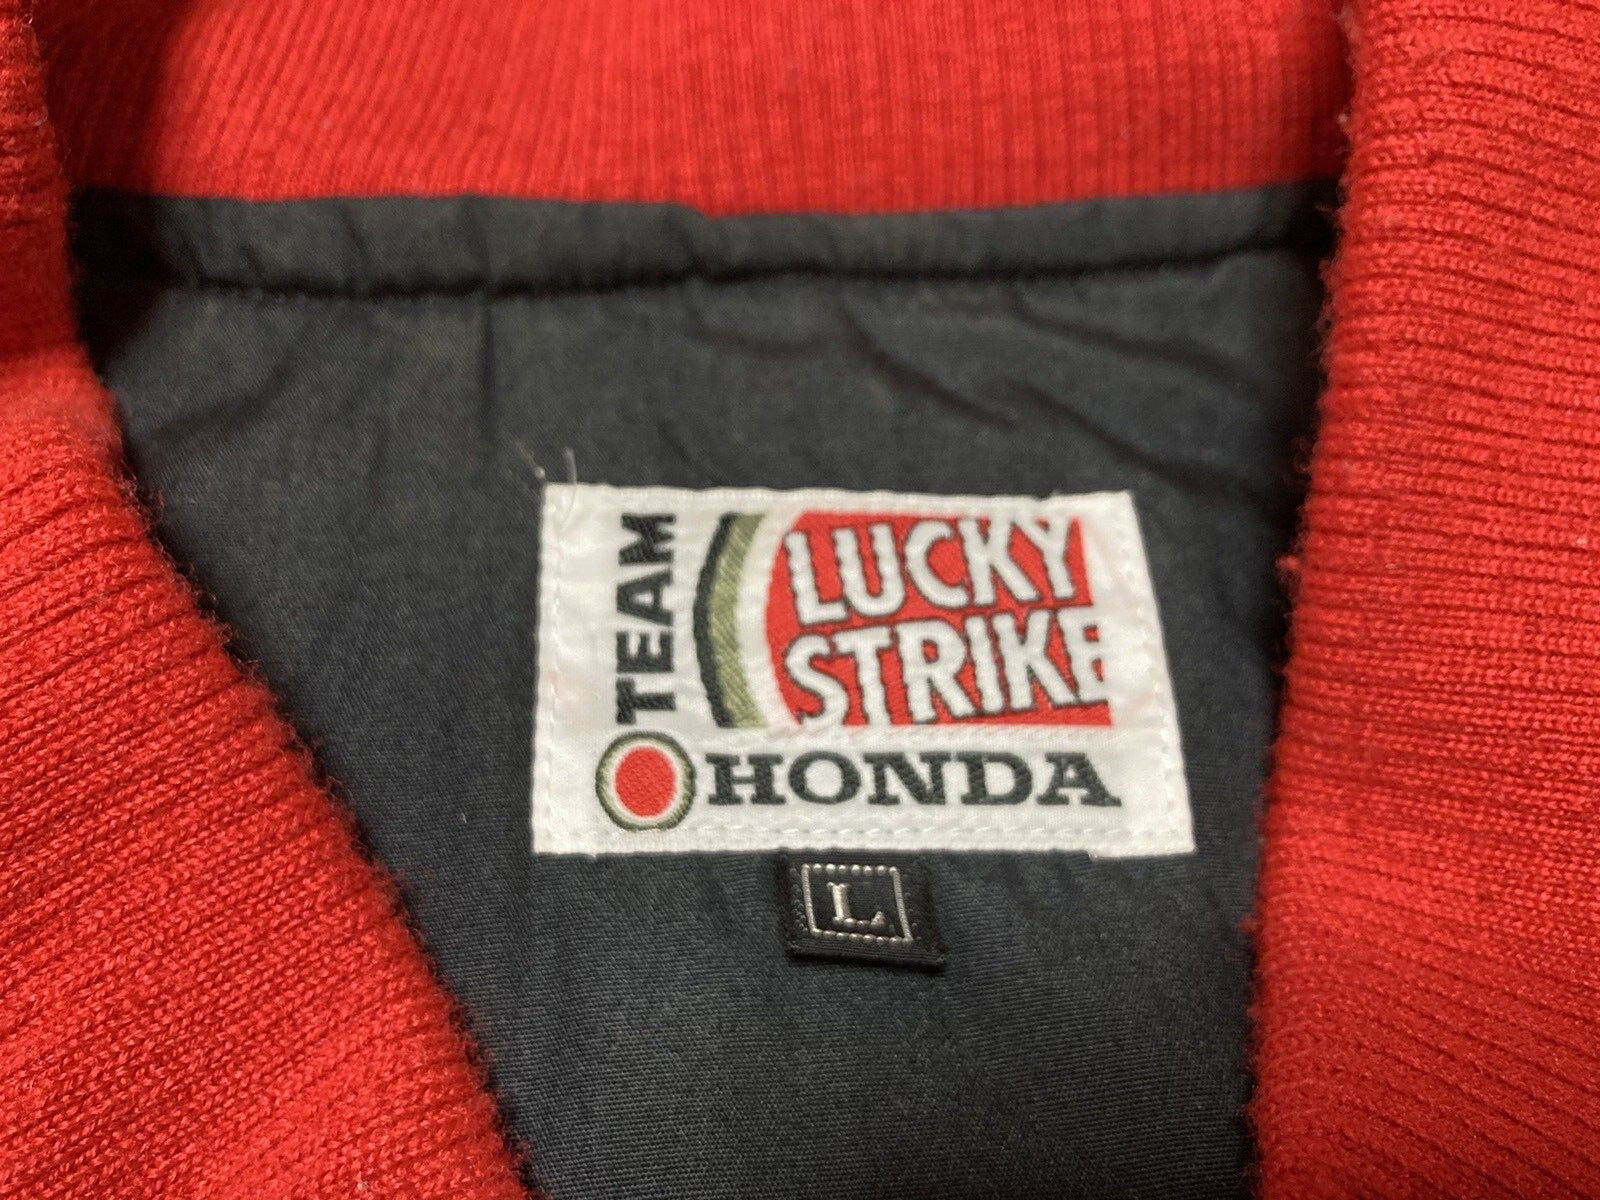 TEAM
LUCKY
STRIKE
HONDA
L